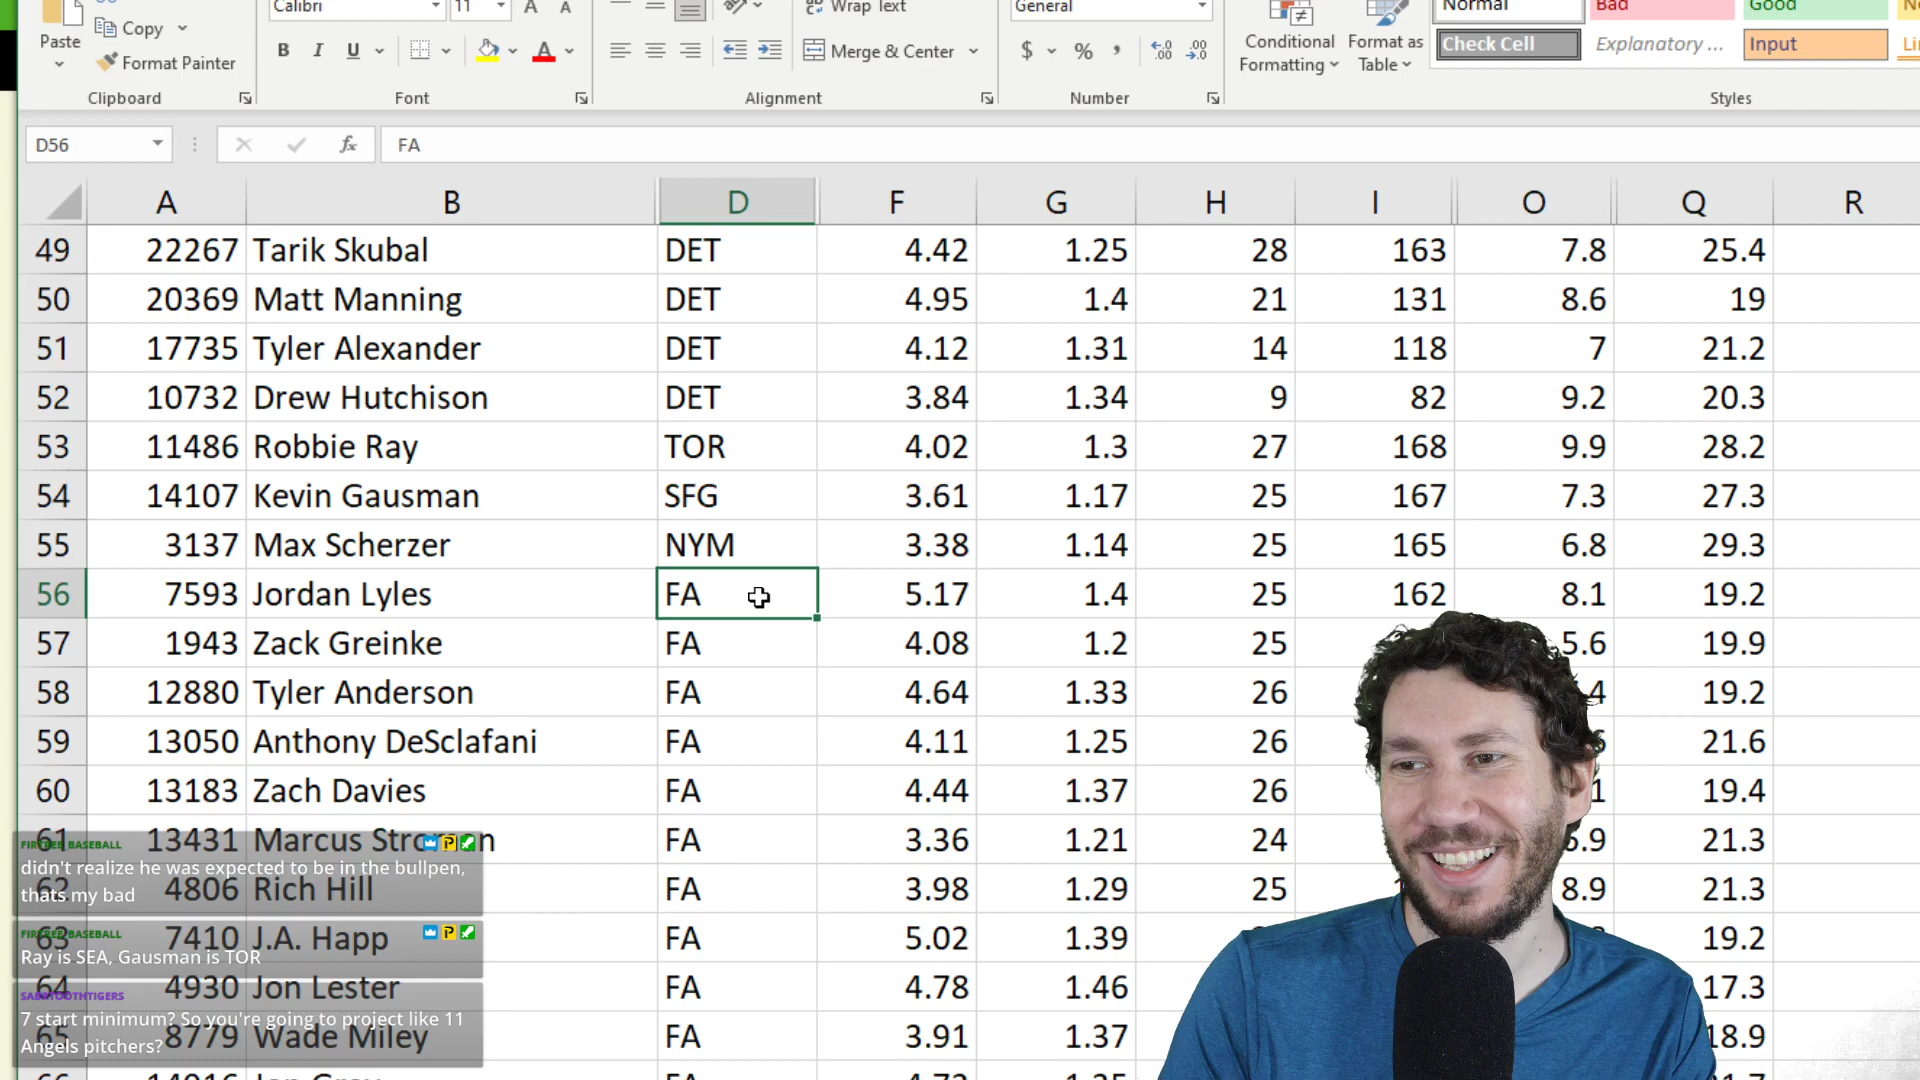 Calibri 11 A A Wrap Text General Normal Bad Good
Paste Copy B I U A Merge & Center $ % , Conditional Formatting Format as Table Check Cell Explanatory ... Input
Format Painter
Clipboard Font Alignment Number Styles
D56 fx FA
A B D F G H I O Q R
49 22267 Tarik Skubal DET 4.42 1.25 28 163 7.8 25.4
50 20369 Matt Manning DET 4.95 1.4 21 131 8.6 19
51 17735 Tyler Alexander DET 4.12 1.31 14 118 7 21.2
52 10732 Drew Hutchison DET 3.84 1.34 9 82 9.2 20.3
53 11486 Robbie Ray TOR 4.02 1.3 27 168 9.9 28.2
54 14107 Kevin Gausman SFG 3.61 1.17 25 167 7.3 27.3
55 3137 Max Scherzer NYM 3.38 1.14 25 165 6.8 29.3
56 7593 Jordan Lyles FA 5.17 1.4 25 162 8.1 19.2
57 1943 Zack Greinke FA 4.08 1.2 25 5.6 19.9
58 12880 Tyler Anderson FA 4.64 1.33 26 19.2
59 13050 Anthony DeSclafani FA 4.11 1.25 26 21.6
60 13183 Zach Davies FA 4.44 1.37 26 19.4
61 13431 Marcus FA 3.36 1.21 24 21.3
62 4806 Rich Hill FA 3.98 1.29 25 8.9 21.3
63 7410 J.A. Happ FA 5.02 1.39 19.2
64 4930 Jon Lester FA 4.78 1.46 17.3
65 8779 Wade Miley FA 3.91 1.37 18.9
FIRTREE BASEBALL
didn't realize he was expected to be in the bullpen,
thats my bad
FIRTREE BASEBALL
Ray is SEA, Gausman is TOR
SABRTOOTHTIGERS
7 start minimum? So you're going to project like 11
Angels pitchers?